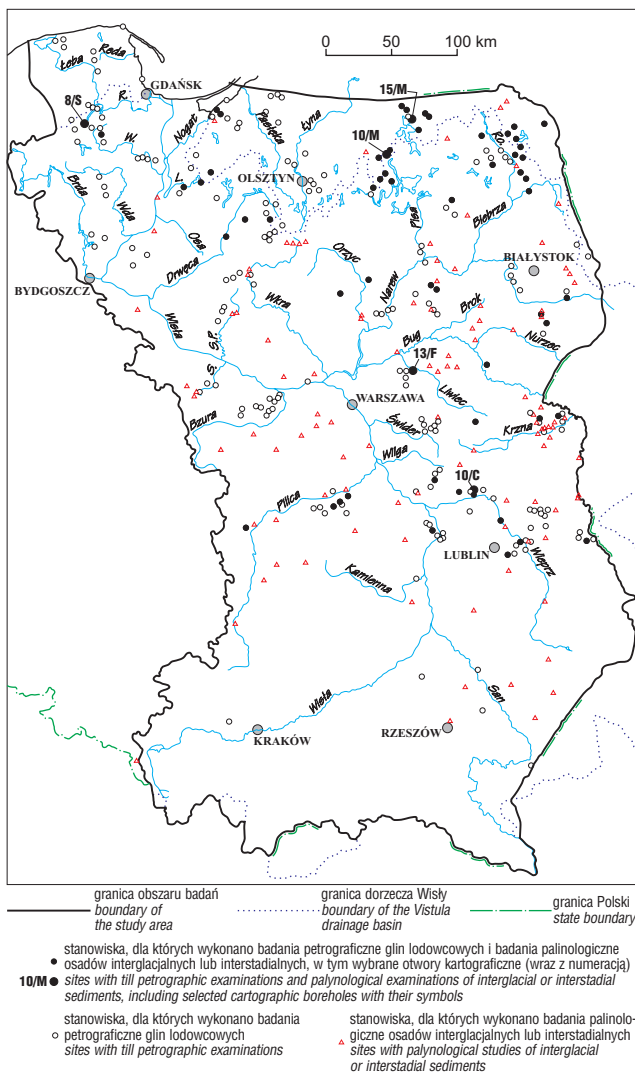 0 50 100 km
Łeba
Reda
GDAŃSK
8/S
R.
15/M
W.
Nogat
Pasłęka
Łyna
10/M
Ro.
L.
OLSZTYN
Brda
Wda
Pisa
Biebrza
Osa
Orzyc
Drwęca
BIAŁYSTOK
BYDGOSZCZ
Narew
Wkra
Brok
Wisła
S.P.
Bug
Nurzec
13/F
S.
Liwiec
WARSZAWA
Bzura
Świder
Krzna
Wilga
10/C
Pilica
LUBLIN
Wieprz
Kamienna
Wisła
San
KRAKÓW
RZESZÓW
granica obszaru badań
boundary of
the study area
granica dorzecza Wisły
boundary of the Vistula
drainage basin
granica Polski
state boundary
stanowiska, dla których wykonano badania petrograficzne glin lodowcowych i badania palinologiczne
osadów interglacjalnych lub interstadialnych, w tym wybrane otwory kartograficzne (wraz z numeracją)
10/M sites with till petrographic examinations and palynological examinations of interglacial or interstadial
sediments, including selected cartographic boreholes with their symbols
stanowiska, dla których wykonano badania
petrograficzne glin lodowcowych
sites with till petrographic examinations
stanowiska, dla których wykonano badania palinolo-
giczne osadów interglacjalnych lub interstadialnych
sites with palynological studies of interglacial
or interstadial sediments